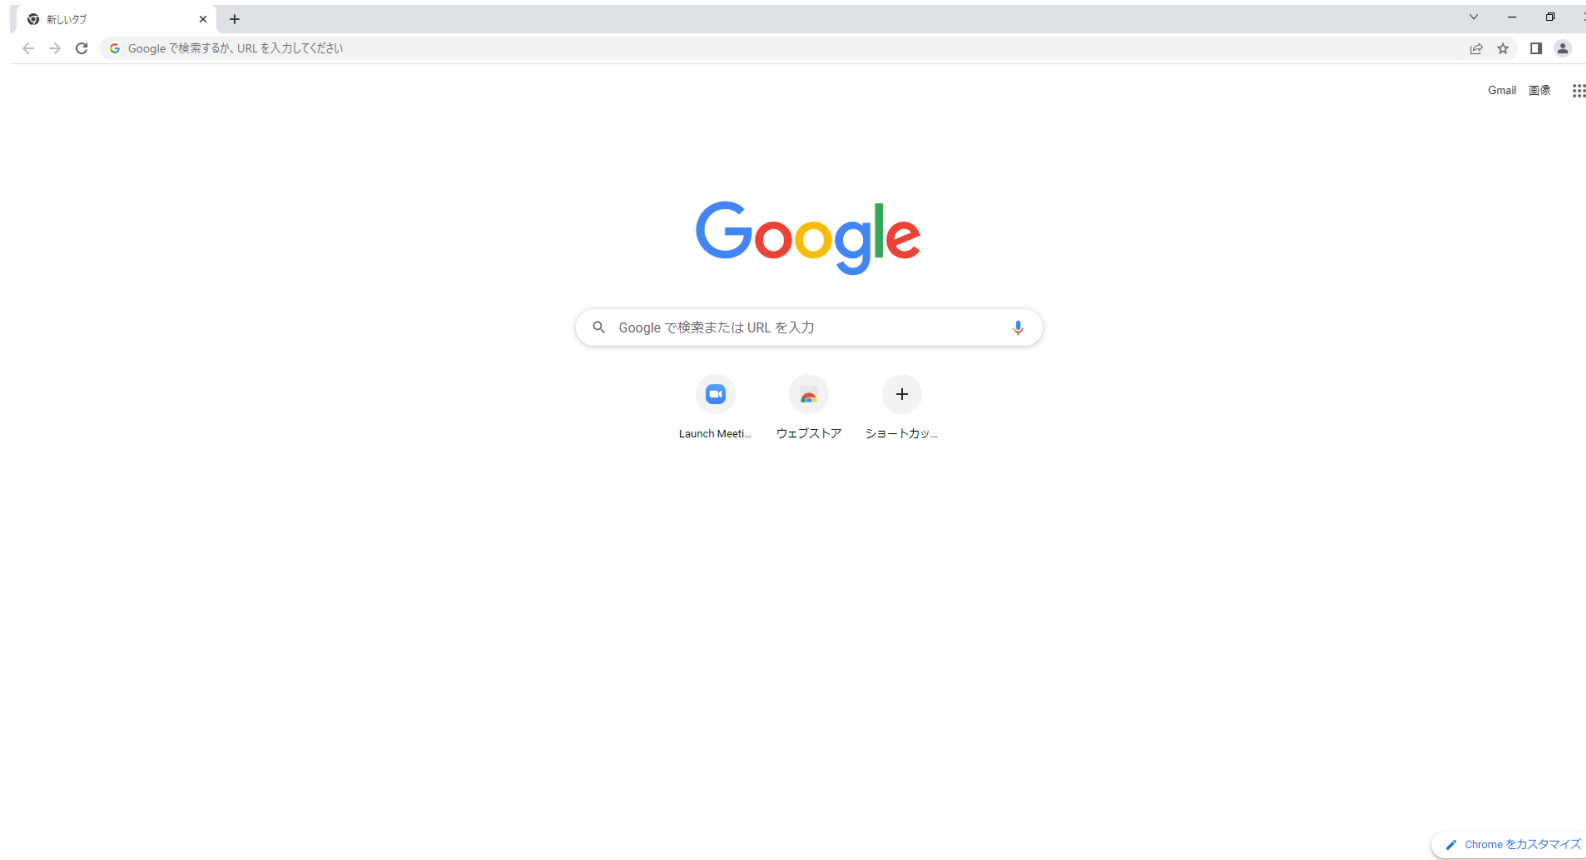 新しいタブ
Google で検索するか、URL を入力してください
Gmail 画像
Google
Google で検索または URL を入力
Launch Meeti... ウェブストア ショートカッ...
Chrome をカスタマイズ